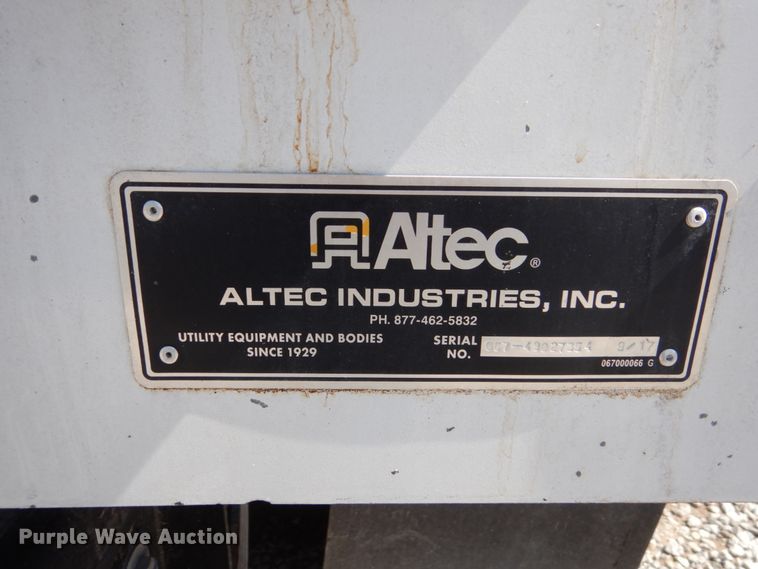 Altec®
ALTEC INDUSTRIES, INC.
PH. 877-462-5832
UTILITY EQUIPMENT AND BODIES
SINCE 1929
SERIAL
NO.
067000066 G
Purple Wave Auction